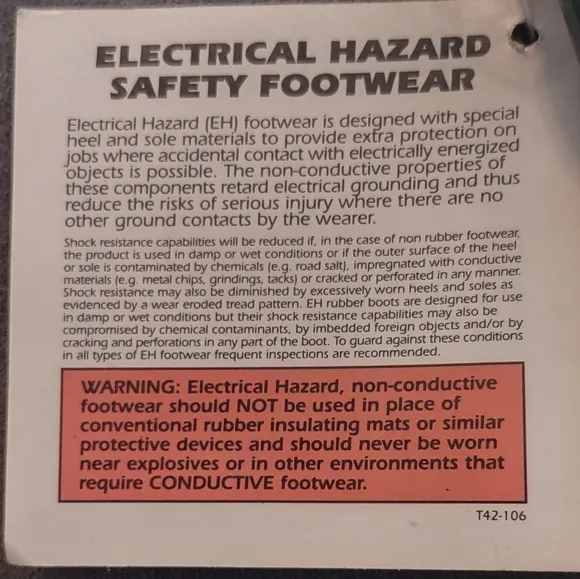 ELECTRICAL HAZARD
SAFETY FOOTWEAR
Electrical Hazard (EH) footwear is designed with special
heel and sole materials to provide extra protection on
jobs where accidental contact with electrically energized
objects is possible. The non-conductive properties of
these components retard electrical grounding and thus
reduce the risks of serious injury where there are no
other ground contacts by the wearer.
Shock resistance capabilities will be reduced if, in the case of non rubber footwear,
the product is used in damp or wet conditions or if the outer surface of the heel
or sole is contaminated by chemicals (e.g. road salt), impregnated with conductive
materials (e.g. metal chips, grindings, tacks) or cracked or perforated in any manner.
Shock resistance may also be diminished by excessively worn heels and soles as
evidenced by a wear eroded tread pattern. EH rubber boots are designed for use
in damp or wet conditions but their shock resistance capabilities may also be
compromised by chemical contaminants, by imbedded foreign objects and/or by
cracking and perforations in any part of the boot. To guard against these conditions
in all types of EH footwear frequent inspections are recommended.
WARNING: Electrical Hazard, non-conductive
footwear should NOT be used in place of
conventional rubber insulating mats or similar
protective devices and should never be worn
near explosives or in other environments that
require CONDUCTIVE footwear.
T42-106